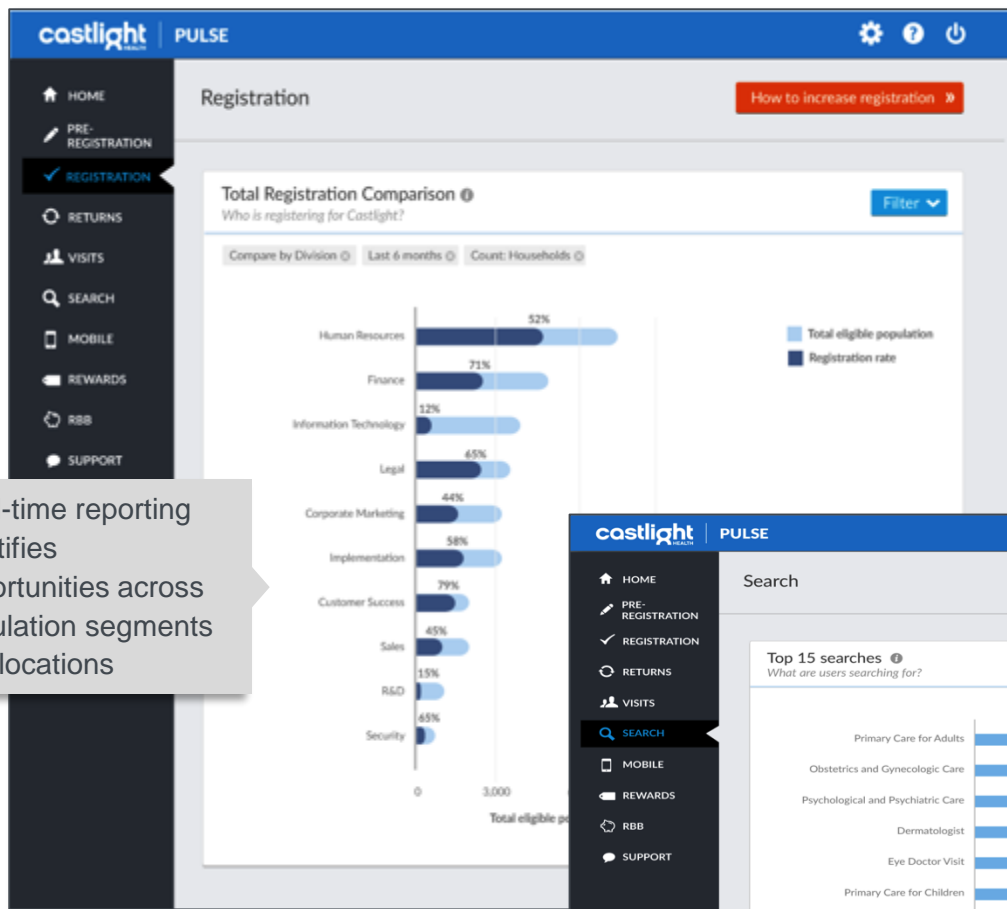 castlight HEALTH PULSE
HOME
PRE-
REGISTRATION
REGISTRATION
RETURNS
VISITS
SEARCH
MOBILE
REWARDS
RBB
SUPPORT
Registration
How to increase registration »
Total Registration Comparison
Who is registering for Castlight?
Filter
Compare by Division
Last 6 months
Count: Households
Human Resources 52%
Finance 71%
Information Technology 12%
Legal 65%
Corporate Marketing 44%
Implementation 58%
Customer Success 79%
Sales 45%
R&D 15%
Security 65%
0 3,000
Total eligible
Total eligible population
Registration rate
-time reporting
tifies
ortunities across
ulation segments
locations
castlight HEALTH PULSE
HOME
PRE-
REGISTRATION
REGISTRATION
RETURNS
VISITS
SEARCH
MOBILE
REWARDS
RBB
SUPPORT
Search
Top 15 searches
What are users searching for?
Primary Care for Adults
Obstetrics and Gynecologic Care
Psychological and Psychiatric Care
Dermatologist
Eye Doctor Visit
Primary Care for Children